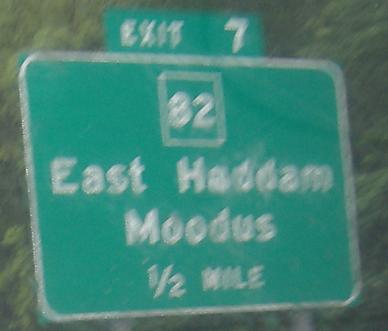 EXIT 7
82
East Haddam
Moodus
1/2 MILE